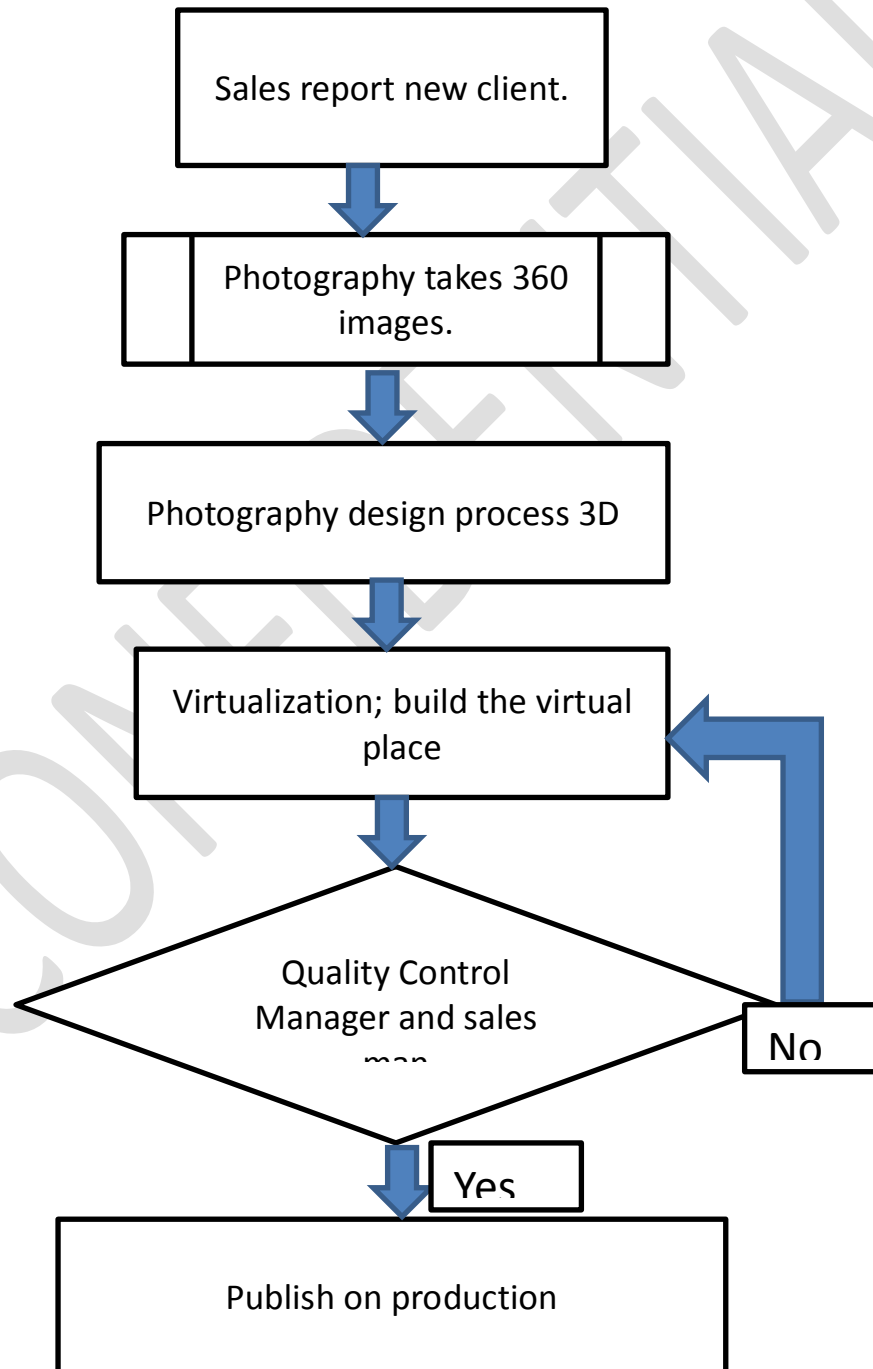 Sales report new client.
Photography takes 360
images.
Photography design process 3D
Virtualization; build the virtual
place
Quality Control
Manager and sales
man
No
Yes
Publish on production
CONFIDENTIAL